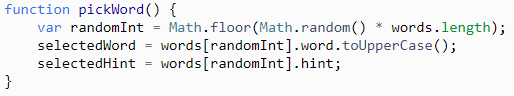 function pickWord() {
    var randomInt = Math.floor(Math.random() * words.length);
    selectedWord = words[randomInt].word.toUpperCase();
    selectedHint = words[randomInt].hint;
}